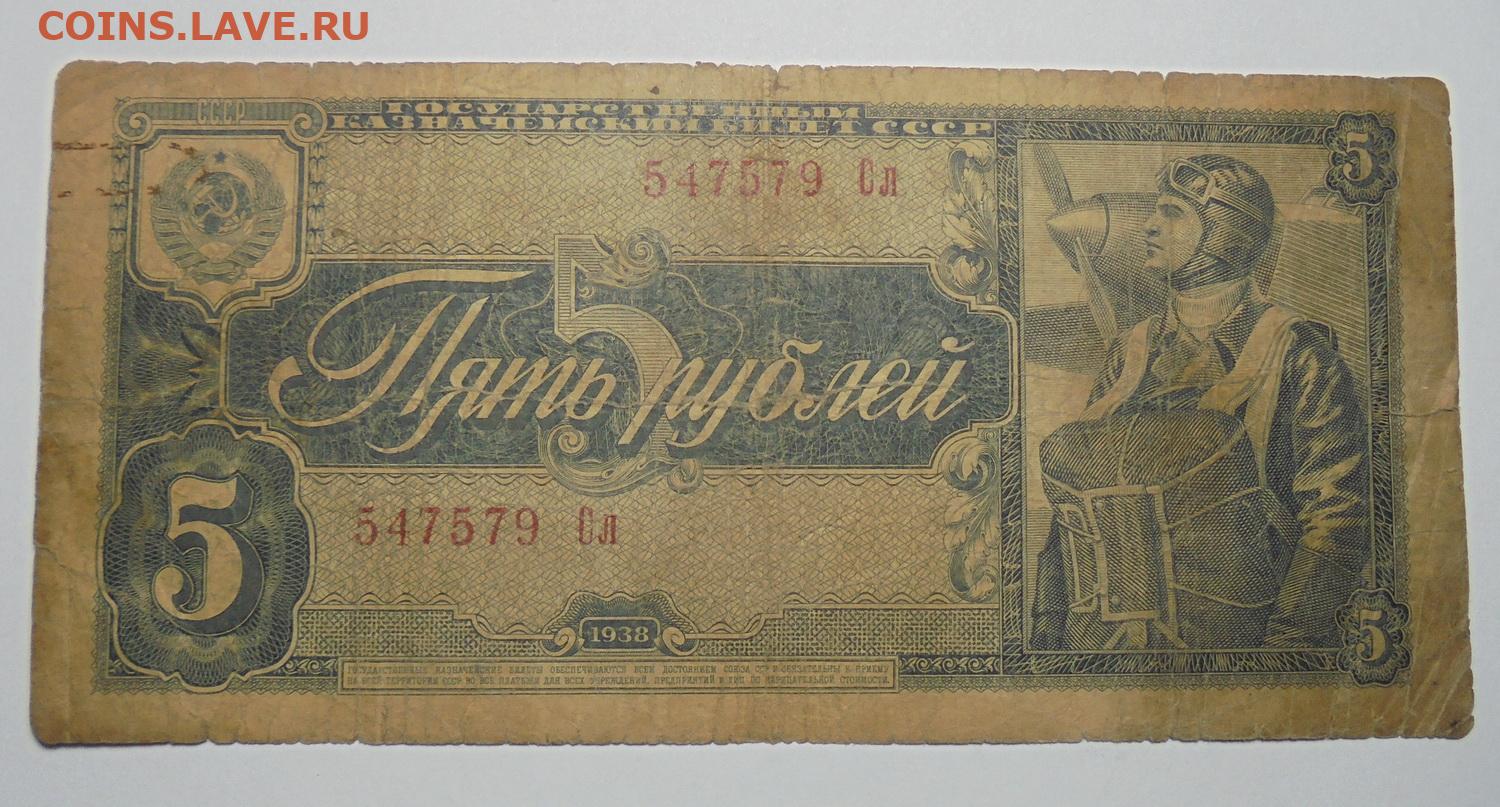 COINS.LAVE.RU
СССР
ГОСУДАРСТВЕННЫЙ
КАЗНАЧЕЙСКИЙ БИЛЕТ СССР
5
547579 Сл
5
Пять рублей
547579 Сл
5
1938
5
ГОСУДАРСТВЕННЫЕ КАЗНАЧЕЙСКИЕ БИЛЕТЫ ОБЕСПЕЧИВАЮТСЯ ВСЕМ ДОСТОЯНИЕМ СОЮЗА ССР И ОБЯЗАТЕЛЬНЫ К ПРИЕМУ
НА ВСЕЙ ТЕРРИТОРИИ СССР ВО ВСЕ ПЛАТЕЖИ ДЛЯ ВСЕХ УЧРЕЖДЕНИЙ, ПРЕДПРИЯТИЙ И ЛИЦ ПО НАРИЦАТЕЛЬНОЙ СТОИМОСТИ.